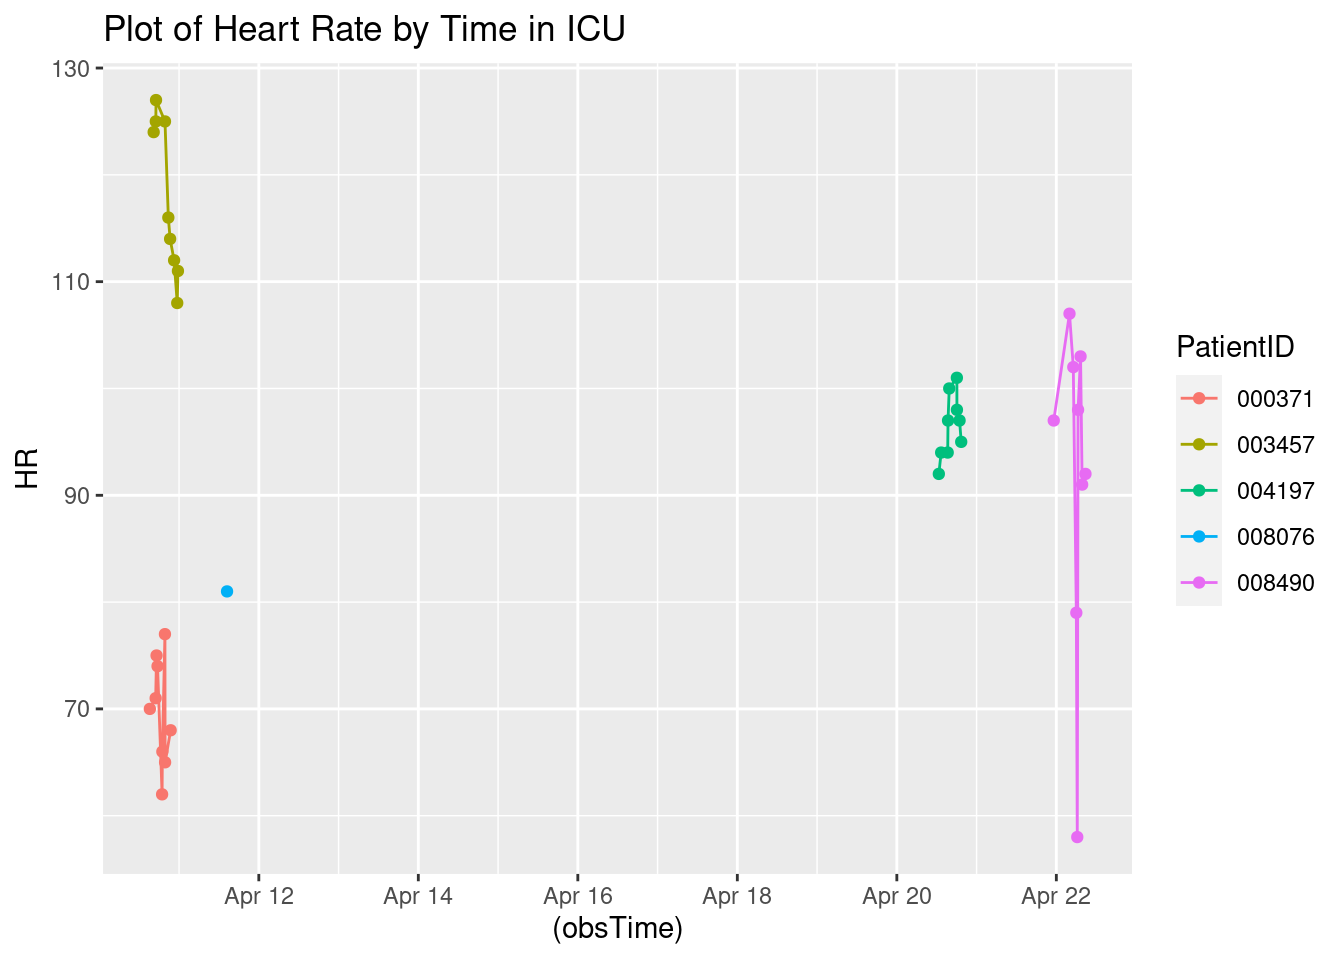 Plot of Heart Rate by Time in ICU
130
110
90
70
HR
Apr 12
Apr 14
Apr 16
Apr 18
Apr 20
Apr 22
(obsTime)
PatientID
000371
003457
004197
008076
008490